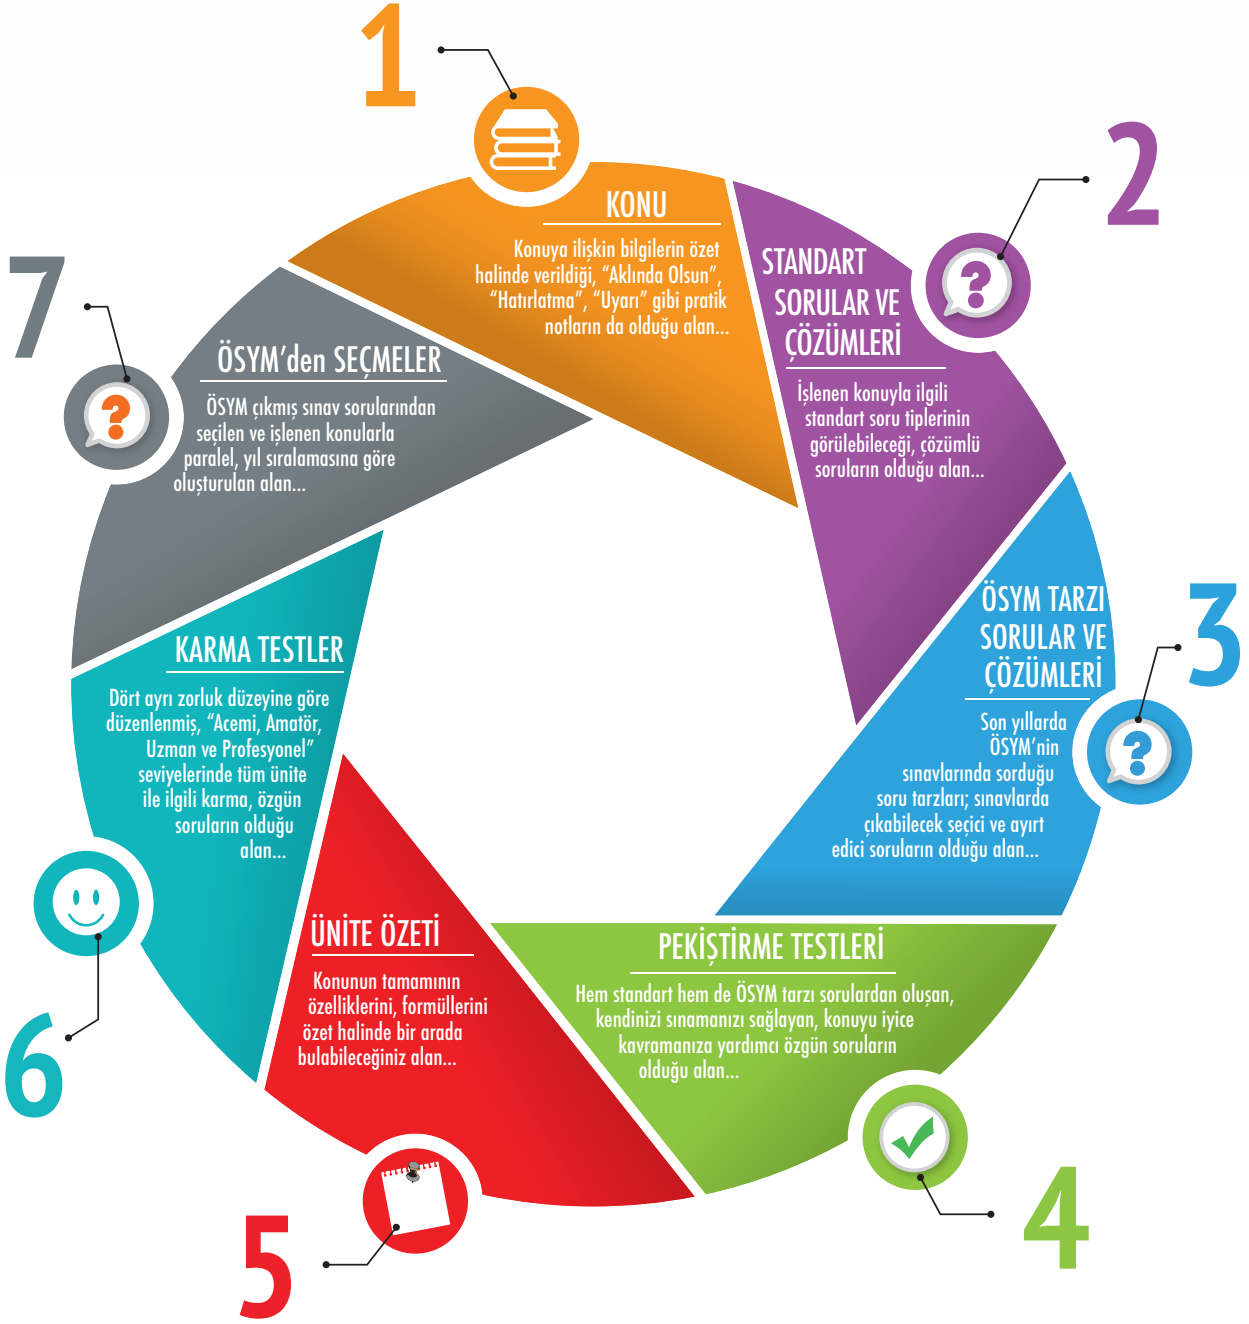 1
KONU
Konuya ilişkin bilgilerin özet
halinde verildiği, “Aklında Olsun”,
“Hatırlatma”, “Uyarı” gibi pratik
notların da olduğu alan...
2
STANDART
SORULAR VE
ÇÖZÜMLERİ
İşlenen konuyla ilgili
standart soru tiplerinin
görülebileceği, çözümlü
soruların olduğu alan...
3
ÖSYM TARZI
SORULAR VE
ÇÖZÜMLERİ
Son yıllarda
ÖSYM’nin
sınavlarında sorduğu
soru tarzları; sınavlarda
çıkabilecek seçici ve ayırt
edici soruların olduğu alan...
4
PEKİŞTİRME TESTLERİ
Hem standart hem de ÖSYM tarzı sorulardan oluşan,
kendinizi sınamanızı sağlayan, konuyu iyice
kavramanıza yardımcı özgün soruların
olduğu alan...
5
ÜNİTE ÖZETİ
Konunun tamamının
özelliklerini, formüllerini
özet halinde bir arada
bulabileceğiniz alan...
6
KARMA TESTLER
Dört ayrı zorluk düzeyine göre
düzenlenmiş, “Acemi, Amatör,
Uzman ve Profesyonel”
seviyelerinde tüm ünite
ile ilgili karma, özgün
soruların olduğu
alan...
7
ÖSYM’den SEÇMELER
ÖSYM çıkmış sınav sorularından
seçilen ve işlenen konularla
paralel, yıl sıralamasına göre
oluşturulan alan...